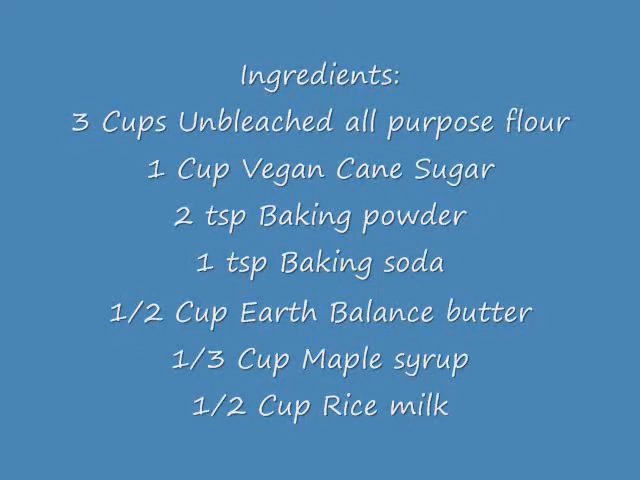 Ingredients:
3 Cups Unbleached all purpose flour
1 Cup Vegan Cane Sugar
2 tsp Baking powder
1 tsp Baking soda
1/2 Cup Earth Balance butter
1/3 Cup Maple syrup
1/2 Cup Rice milk